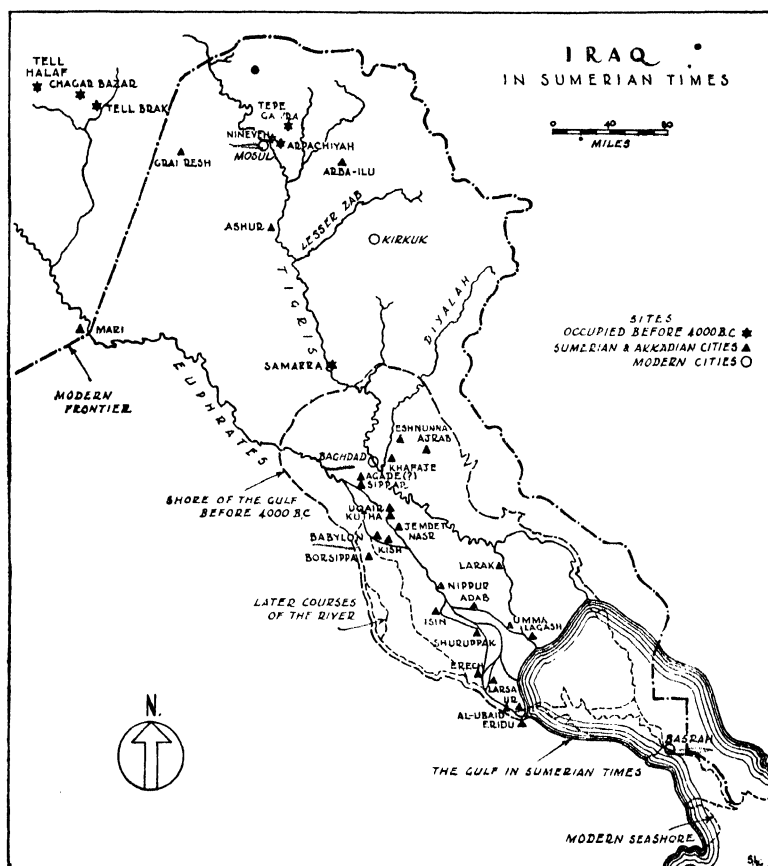 IRAQ
IN SUMERIAN TIMES
40
80
MILES
TELL
HALAF
CHAGAR BAZAR
TELL BRAK
TEPE
NINEVEH
ARPACHIYAH
MOSUL
GRAI RESH
ARBA-ILU
ASHUR
LESSER ZAB
KIRKUK
TIGRIS
DIYALAH
MARI
SITES
OCCUPIED BEFORE 4000 B.C
SUMERIAN & AKKADIAN CITIES
MODERN CITIES
SAMARRA
MODERN
FRONTIER
EUPHRATES
ESHNUNNA
AJRAB
BAGHDAD
KHAFAJE
AGADE(?)
SIPPAR
SHORE OF THE GULF
BEFORE 4000 B.C
UQAIR
KUTHA
JEMDET
NASR
BABYLON
KISH
BORSIPPA
LARAK
NIPPUR
ADAB
LATER COURSES
OF THE RIVER
ISIN
UMMA
LAGASH
SHURUPPAK
ERECH
LARSA
UR
AL-UBAID
ERIDU
N.
BASRAH
THE GULF IN SUMERIAN TIMES
MODERN SEASHORE